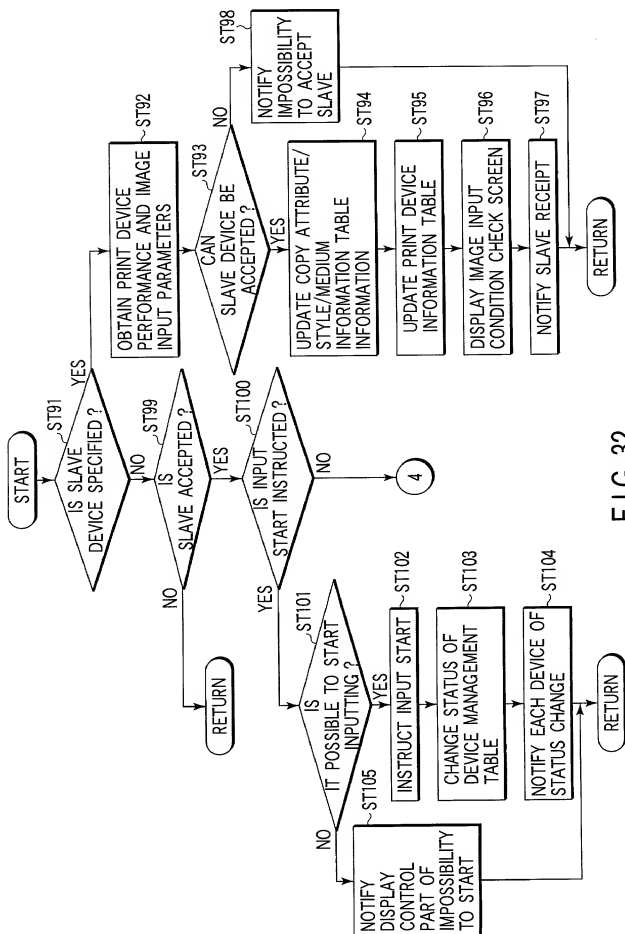 START
ST91
IS SLAVE
DEVICE SPECIFIED?
YES
NO
ST92
OBTAIN PRINT DEVICE
PERFORMANCE AND IMAGE
INPUT PARAMETERS
ST93
CAN
SLAVE DEVICE BE
ACCEPTED?
NO
YES
ST98
NOTIFY
IMPOSSIBILITY
TO ACCEPT
SLAVE
ST94
UPDATE COPY ATTRIBUTE/
STYLE/MEDIUM
INFORMATION TABLE
INFORMATION
ST95
UPDATE PRINT DEVICE
INFORMATION TABLE
ST96
DISPLAY IMAGE INPUT
CONDITION CHECK SCREEN
ST97
NOTIFY SLAVE RECEIPT
RETURN
ST99
IS
SLAVE ACCEPTED?
NO
YES
RETURN
ST100
IS INPUT
START INSTRUCTED?
YES
NO
4
ST101
IS
IT POSSIBLE TO START
INPUTTING?
NO
YES
ST102
INSTRUCT INPUT START
ST103
CHANGE STATUS OF
DEVICE MANAGEMENT
TABLE
ST104
NOTIFY EACH DEVICE OF
STATUS CHANGE
ST105
NOTIFY
DISPLAY
CONTROL
PART OF
IMPOSSIBILITY
TO START
RETURN
FIG. 32